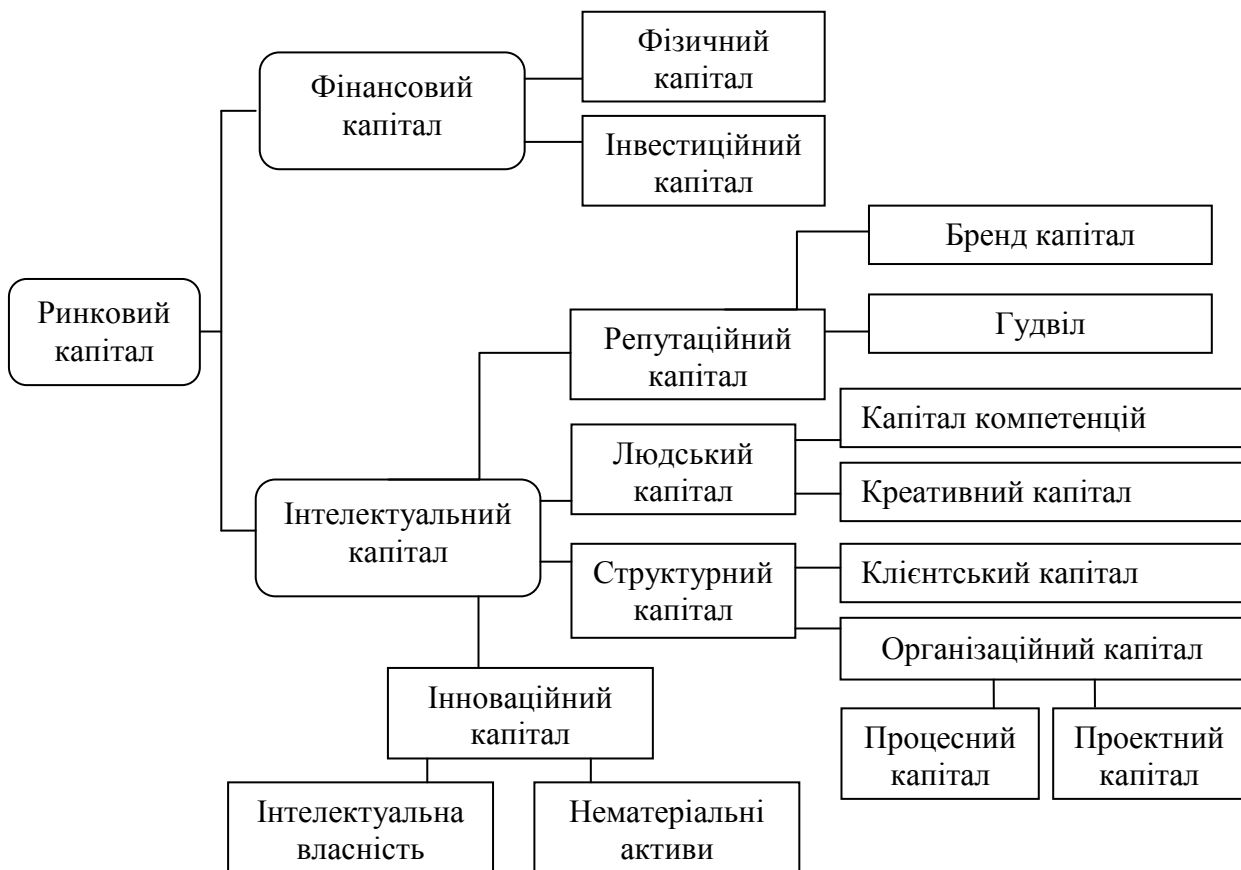 Фізичний
капітал
Фінансовий
капітал
Інвестиційний
капітал
Бренд капітал
Ринковий
капітал
Гудвіл
Репутаційний
капітал
Капітал компетенцій
Людський
капітал
Креативний капітал
Інтелектуальний
капітал
Структурний
капітал
Клієнтський капітал
Організаційний капітал
Інноваційний
капітал
Процесний
капітал
Проектний
капітал
Інтелектуальна
власність
Нематеріальні
активи